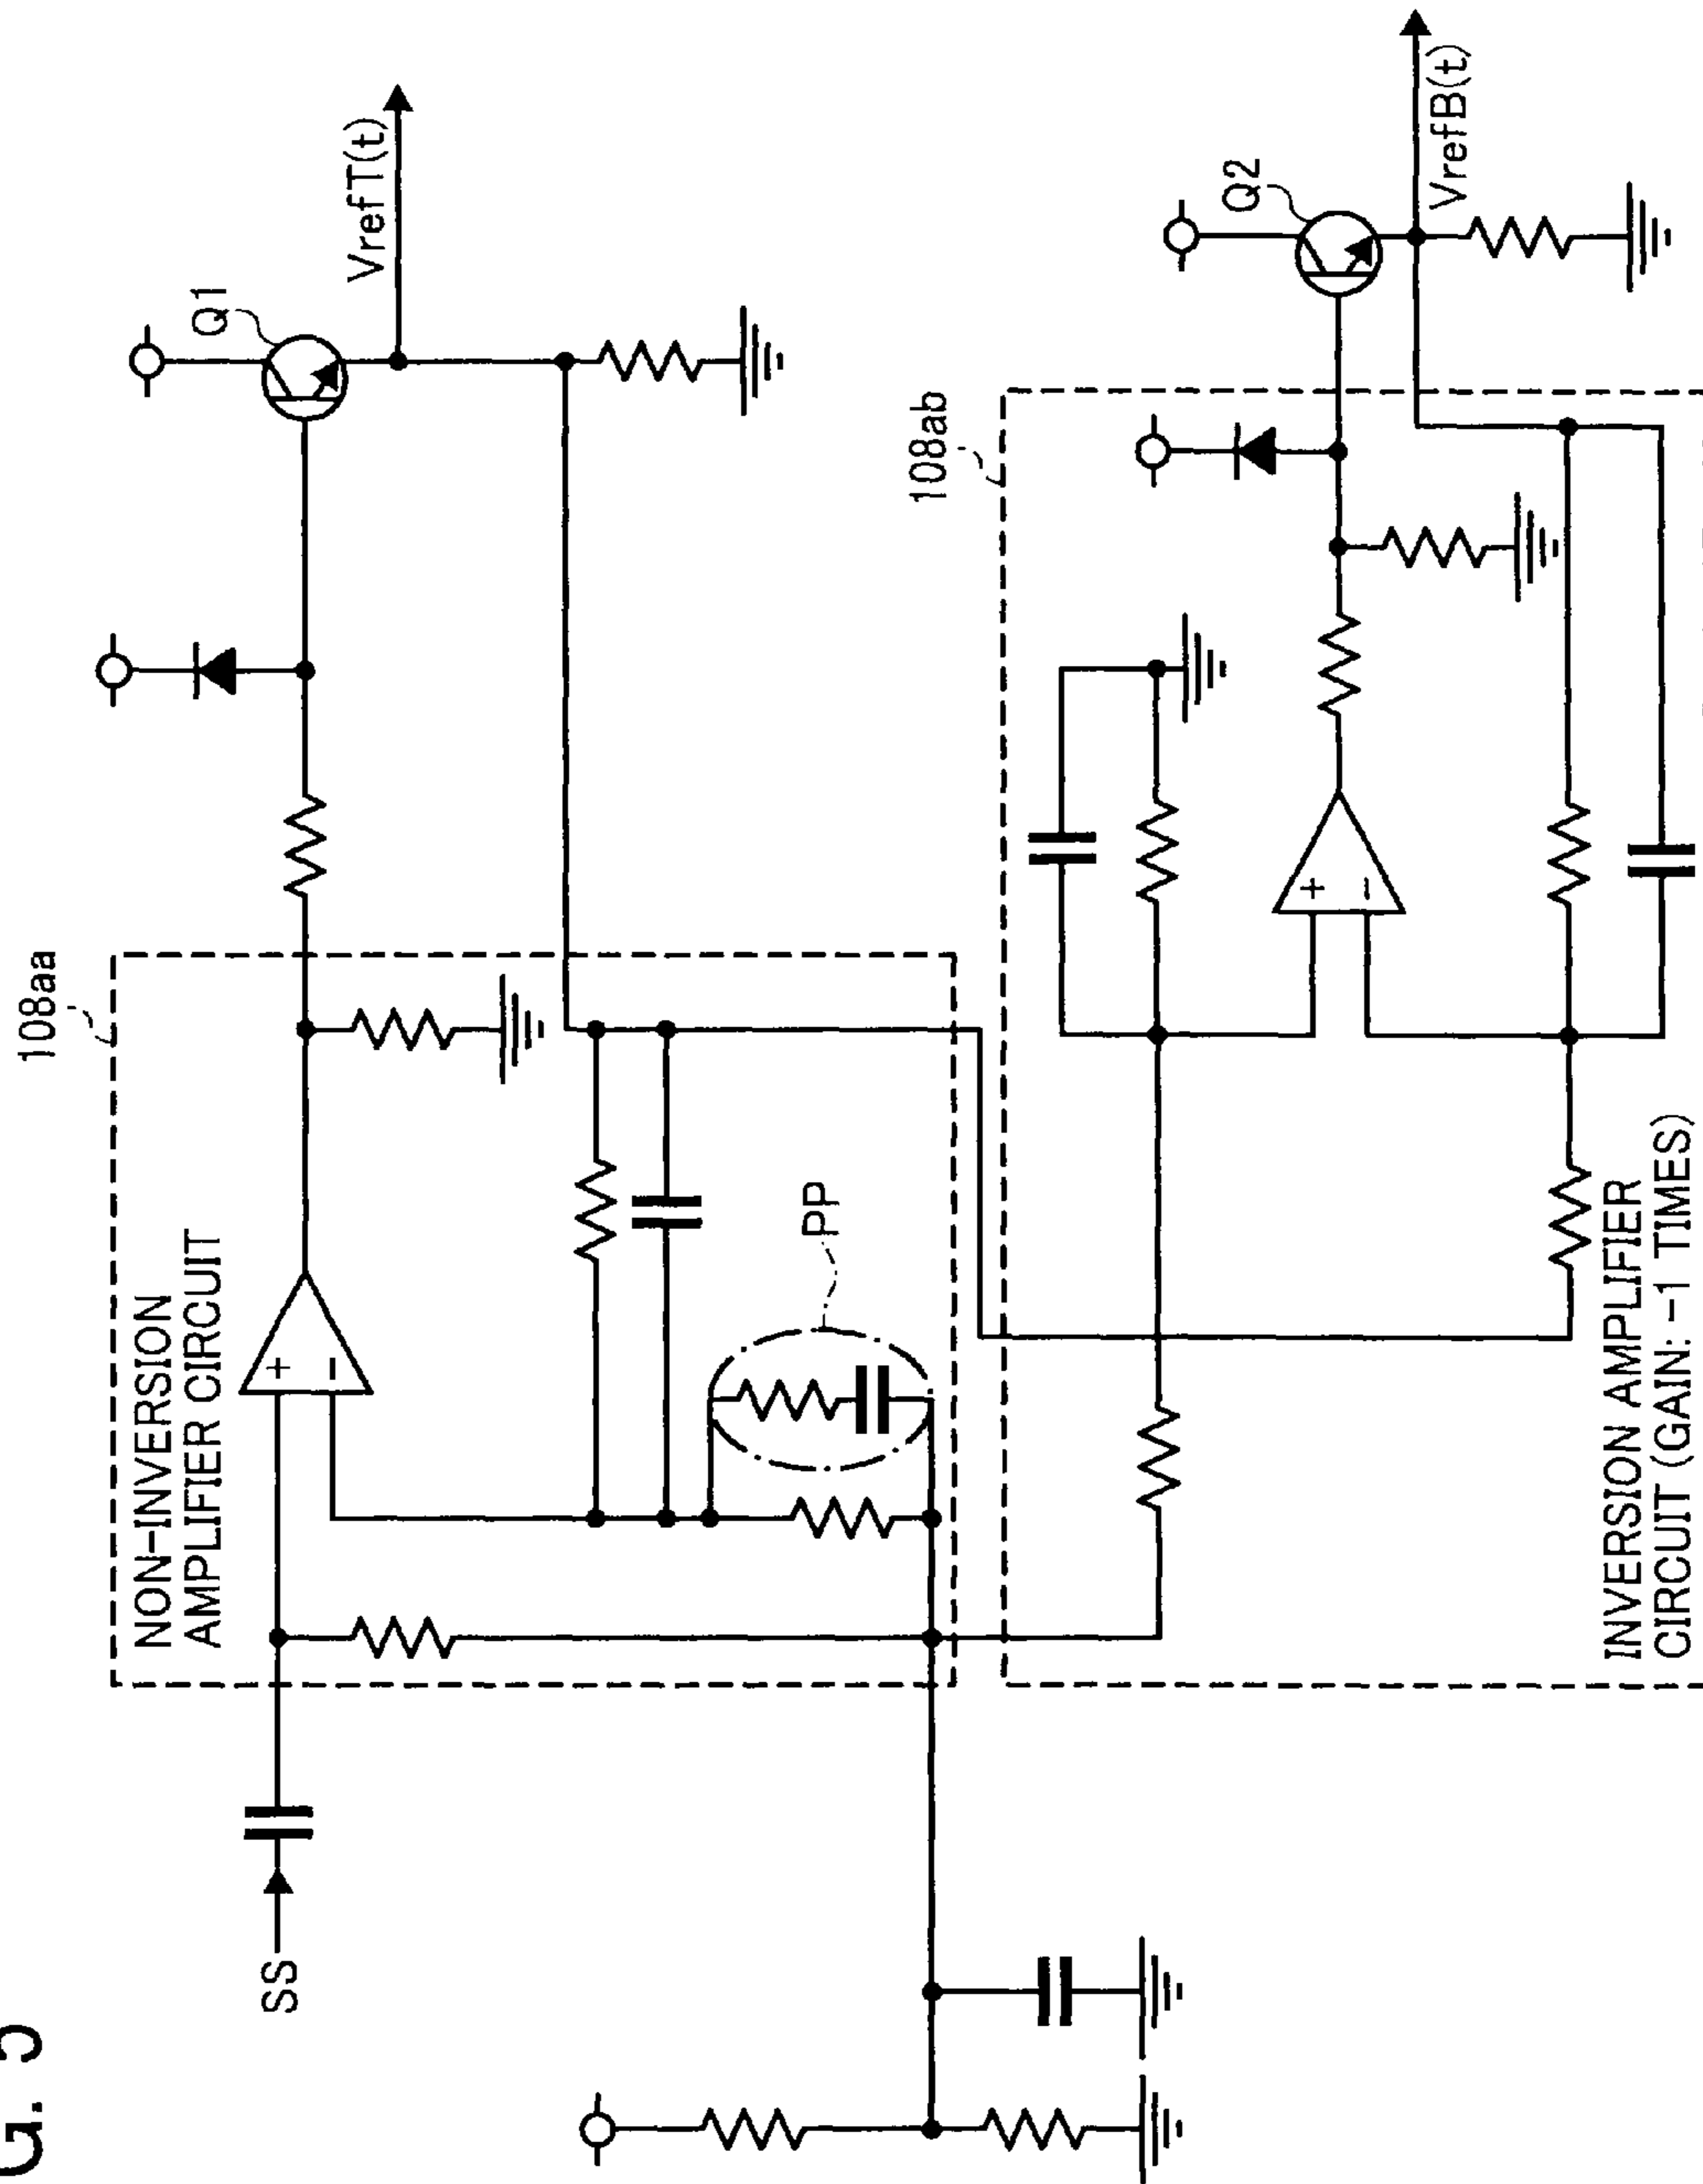 G. 5
108aa
NON-INVERSION
AMPLIFIER CIRCUIT
SS
+
−
PP
Q1
VrefT(t)
108ab
+
−
Q2
VrefB(t)
INVERSION AMPLIFIER
CIRCUIT (GAIN: -1 TIMES)